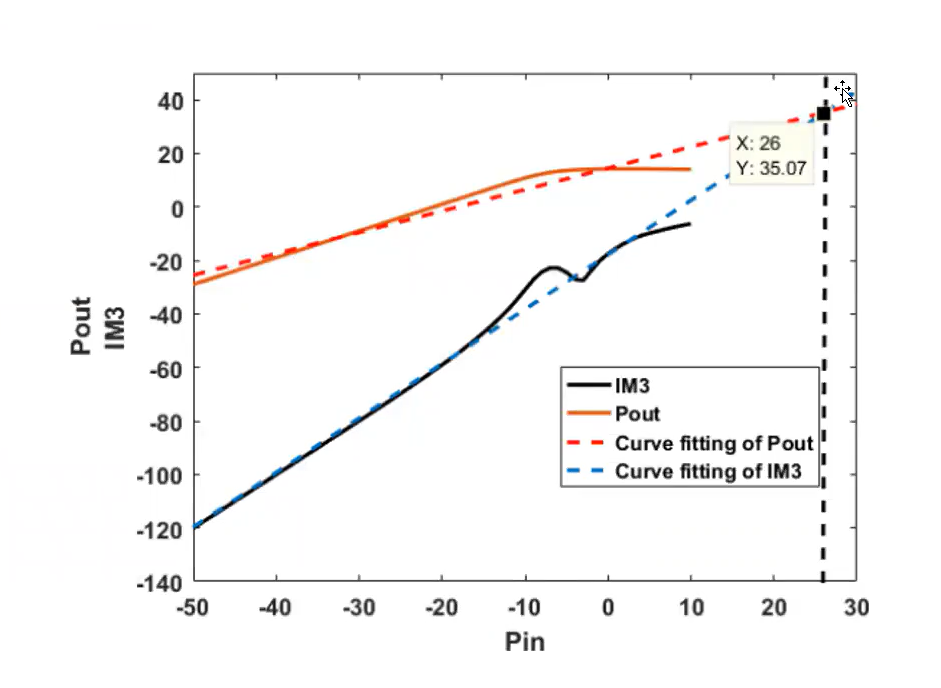 40
20
0
-20
-40
-60
-80
-100
-120
-140
-50
-40
-30
-20
-10
0
10
20
30
Pin
Pout
IM3
X: 26
Y: 35.07
IM3
Pout
Curve fitting of Pout
Curve fitting of IM3